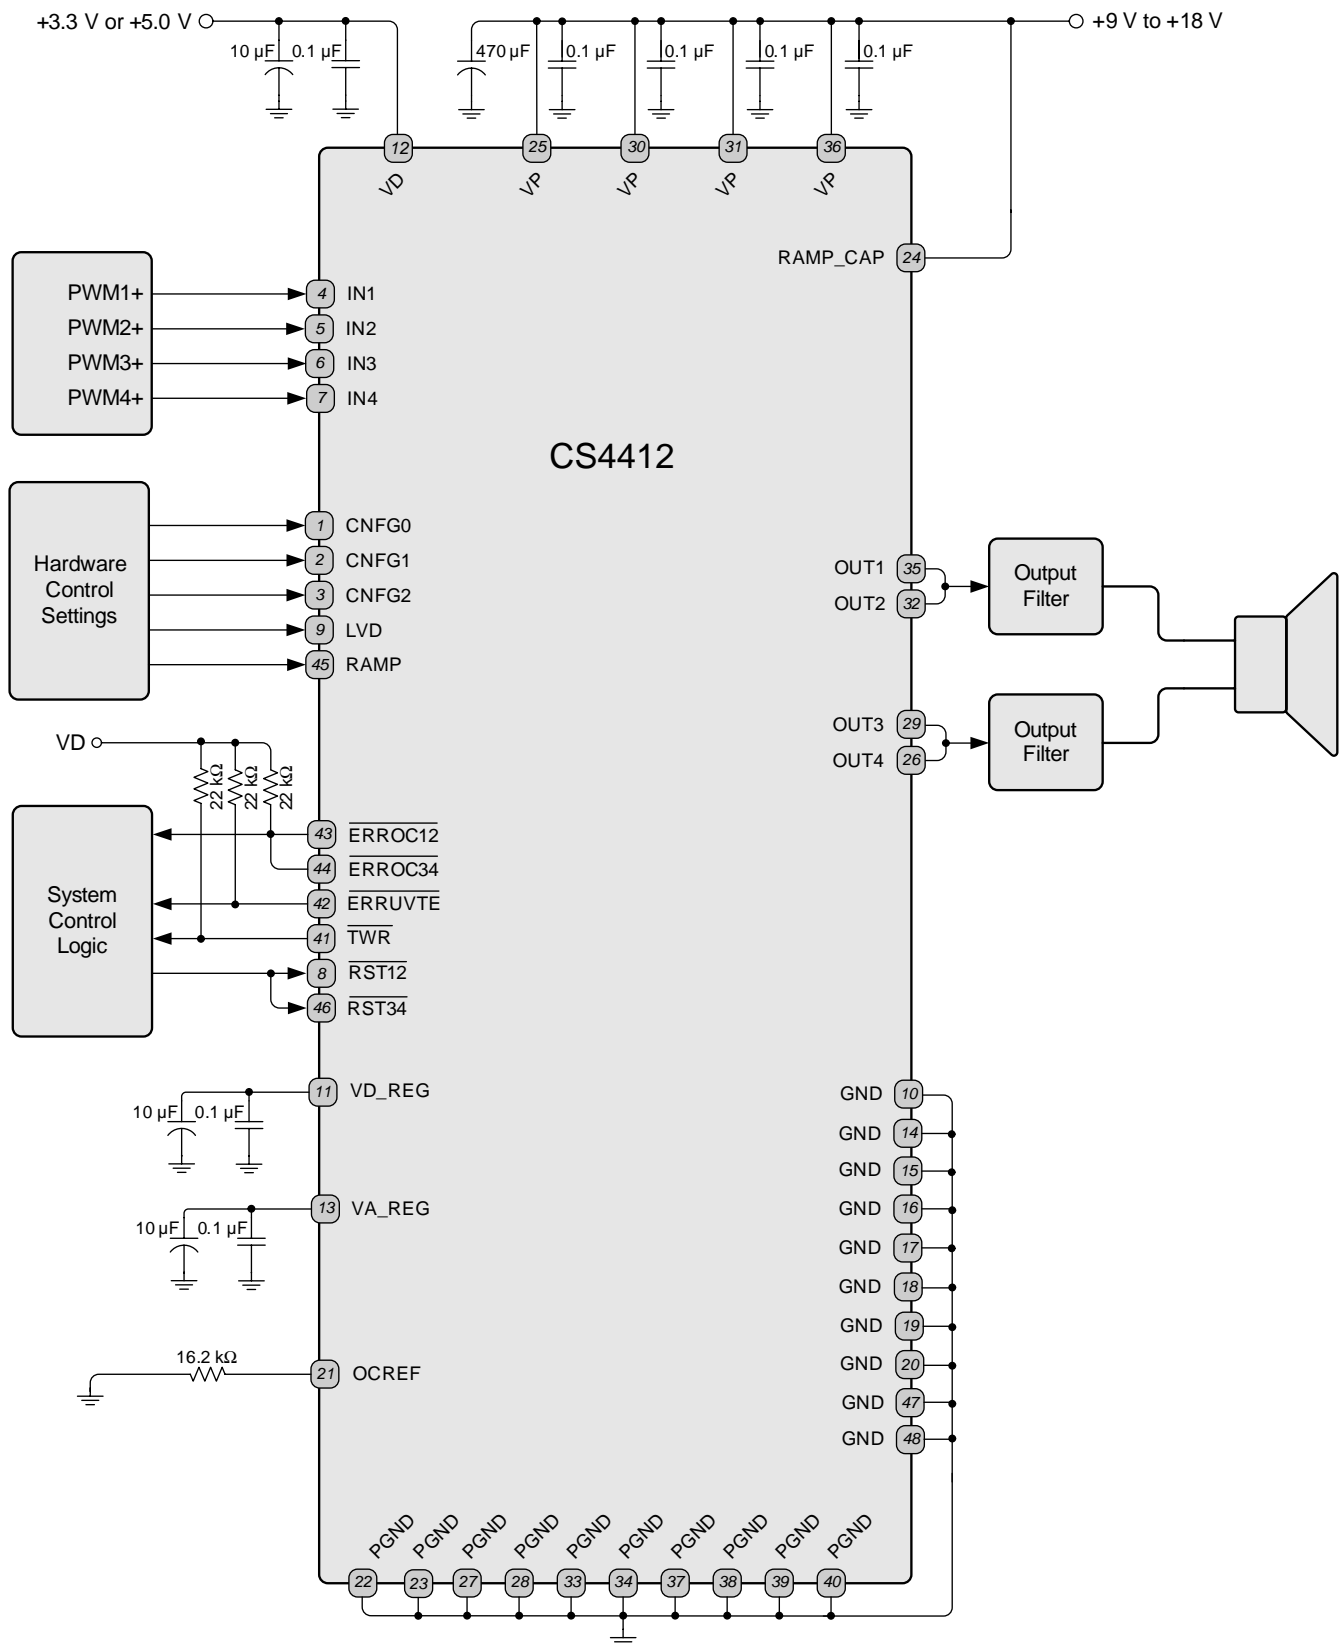 +3.3 V or +5.0 V
+9 V to +18 V
10 µF 0.1 µF
470 µF 0.1 µF 0.1 µF 0.1 µF 0.1 µF
12 25 30 31 36
VD VP VP VP VP
RAMP_CAP 24
PWM1+ 4 IN1
PWM2+ 5 IN2
PWM3+ 6 IN3
PWM4+ 7 IN4
CS4412
Hardware
Control
Settings
1 CNFG0
2 CNFG1
3 CNFG2
9 LVD
45 RAMP
OUT1 35
OUT2 32
Output
Filter
OUT3 29
OUT4 26
Output
Filter
VD
22 kΩ
22 kΩ
22 kΩ
System
Control
Logic
43 ERROC12
44 ERROC34
42 ERRUVTE
41 TWR
8 RST12
46 RST34
11 VD_REG
10 µF 0.1 µF
13 VA_REG
10 µF 0.1 µF
16.2 kΩ
21 OCREF
GND 10
GND 14
GND 15
GND 16
GND 17
GND 18
GND 19
GND 20
GND 47
GND 48
PGND PGND PGND PGND PGND PGND PGND PGND PGND PGND
22 23 27 28 33 34 37 38 39 40